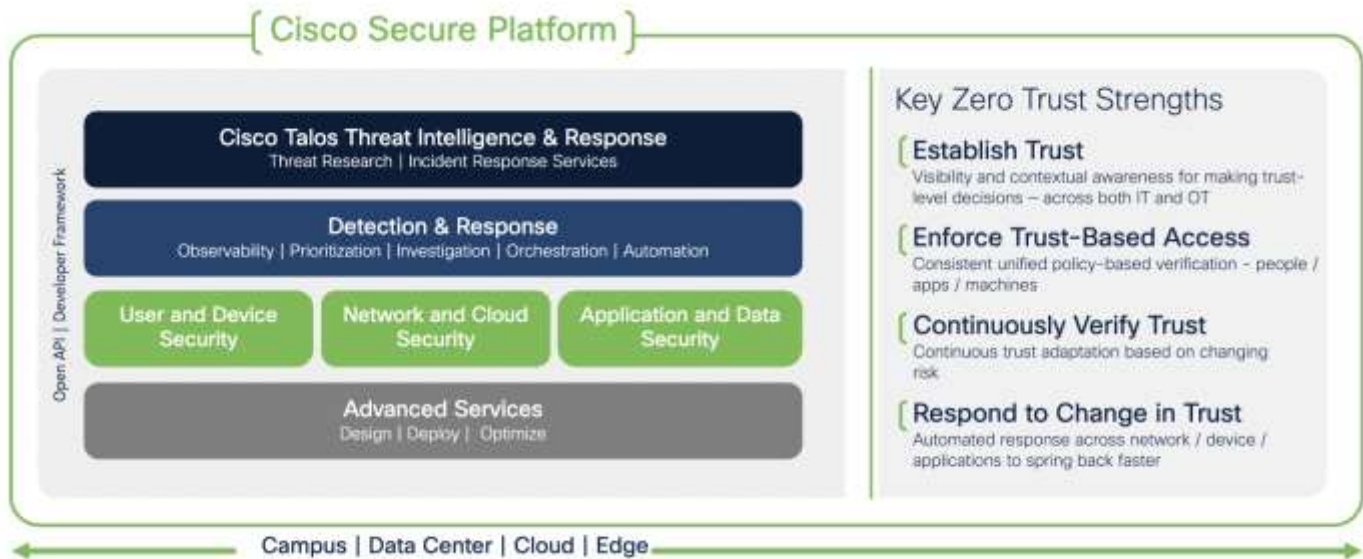 Cisco Secure Platform
Open API | Developer Framework
Cisco Talos Threat Intelligence & Response
Threat Research | Incident Response Services
Detection & Response
Observability | Prioritization | Investigation | Orchestration | Automation
User and Device
Security
Network and Cloud
Security
Application and Data
Security
Advanced Services
Design | Deploy | Optimize
Key Zero Trust Strengths
Establish Trust
Visibility and contextual awareness for making trust-
level decisions – across both IT and OT
Enforce Trust-Based Access
Consistent unified policy-based verification - people /
apps / machines
Continuously Verify Trust
Continuous trust adaptation based on changing
risk
Respond to Change in Trust
Automated response across network / device /
applications to spring back faster
Campus | Data Center | Cloud | Edge